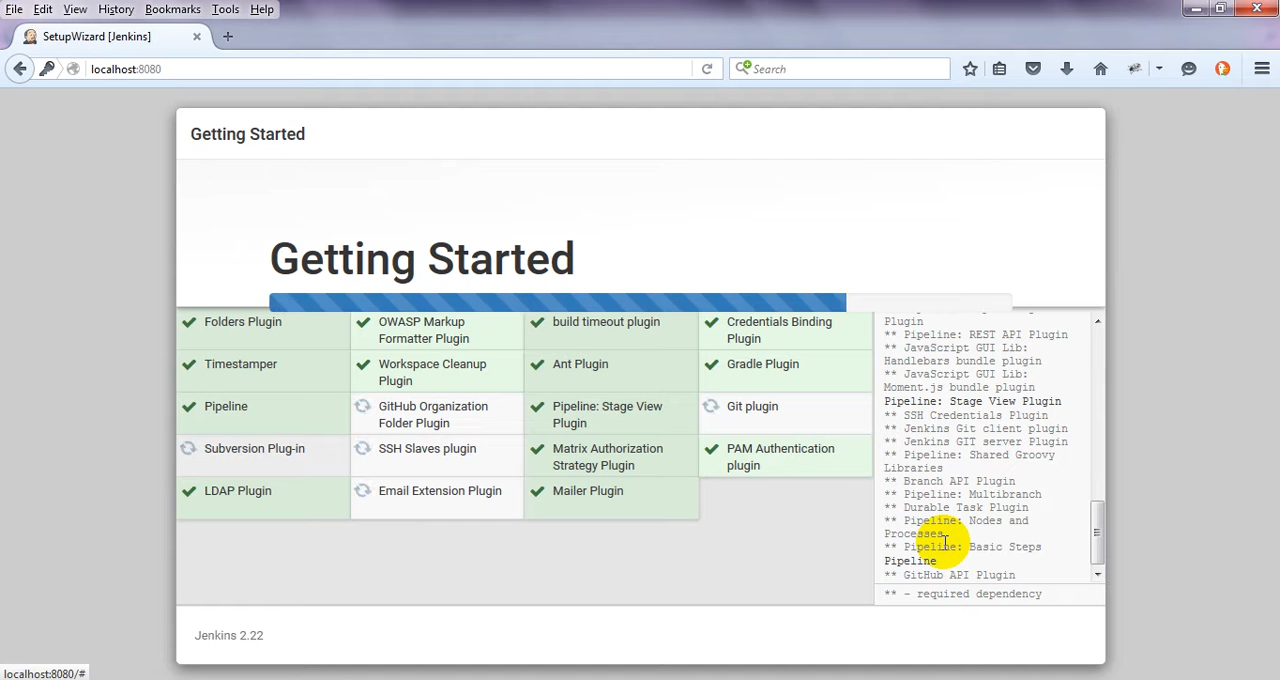 File Edit View History Bookmarks Tools Help
SetupWizard [Jenkins]
localhost:8080
Search
Getting Started
Getting Started
Folders Plugin
OWASP Markup
Formatter Plugin
build timeout plugin
Credentials Binding
Plugin
Timestamper
Workspace Cleanup
Plugin
Ant Plugin
Gradle Plugin
Pipeline
GitHub Organization
Folder Plugin
Pipeline: Stage View
Plugin
Git plugin
Subversion Plug-in
SSH Slaves plugin
Matrix Authorization
Strategy Plugin
PAM Authentication
plugin
LDAP Plugin
Email Extension Plugin
Mailer Plugin
Plugin
** Pipeline: REST API Plugin
** JavaScript GUI Lib:
Handlebars bundle plugin
** JavaScript GUI Lib:
Moment.js bundle plugin
Pipeline: Stage View Plugin
** SSH Credentials Plugin
** Jenkins Git client plugin
** Jenkins GIT server Plugin
** Pipeline: Shared Groovy
Libraries
** Branch API Plugin
** Pipeline: Multibranch
** Durable Task Plugin
** Pipeline: Nodes and
Processes
** Pipeline: Basic Steps
Pipeline
** GitHub API Plugin
** - required dependency
Jenkins 2.22
localhost:8080/#